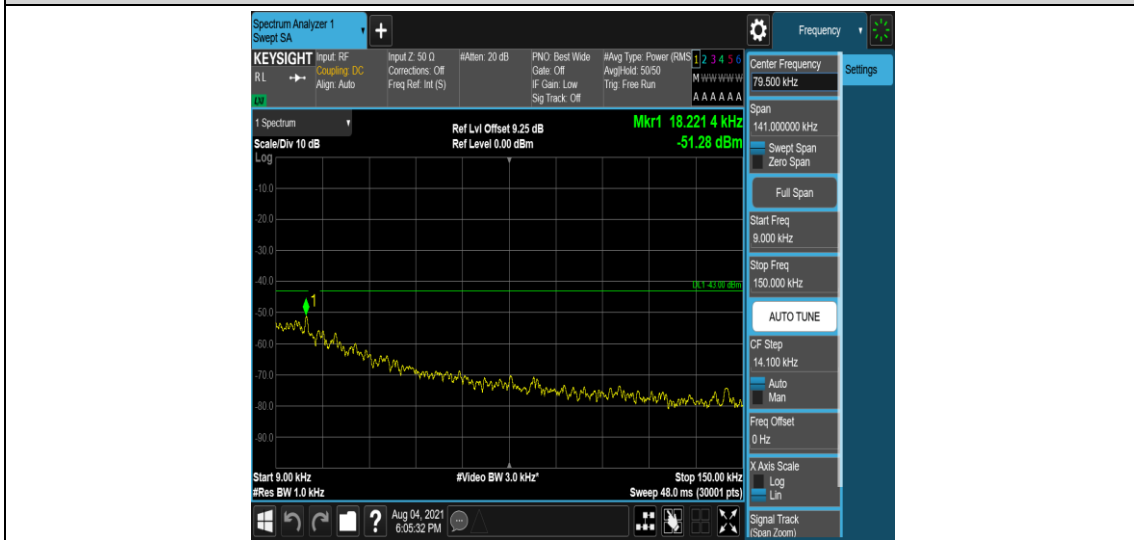 Spectrum Analyzer 1
Swept SA
Frequency
KEYSIGHT
RL
LXI
Input: RF
Coupling: DC
Align: Auto
Input Z: 50 Ω
Corrections: Off
Freq Ref: Int (S)
#Atten: 20 dB
PNO: Best Wide
Gate: Off
IF Gain: Low
Sig Track: Off
#Avg Type: Power (RMS
Avg|Hold: 50/50
Trig: Free Run
1 2 3 4 5 6
M W W W W W
A A A A A A
1 Spectrum
Scale/Div 10 dB
Log
Ref Lvl Offset 9.25 dB
Ref Level 0.00 dBm
Mkr1 18.221 4 kHz
-51.28 dBm
-10.0
-20.0
-30.0
-40.0
DL1 -43.00 dBm
1
-50.0
-60.0
-70.0
-80.0
-90.0
Start 9.00 kHz
#Video BW 3.0 kHz*
Stop 150.00 kHz
#Res BW 1.0 kHz
Sweep 48.0 ms (30001 pts)
Aug 04, 2021
6:05:32 PM
Center Frequency
79.500 kHz
Settings
Span
141.000000 kHz
Swept Span
Zero Span
Full Span
Start Freq
9.000 kHz
Stop Freq
150.000 kHz
AUTO TUNE
CF Step
14.100 kHz
Auto
Man
Freq Offset
0 Hz
X Axis Scale
Log
Lin
Signal Track
(Span Zoom)